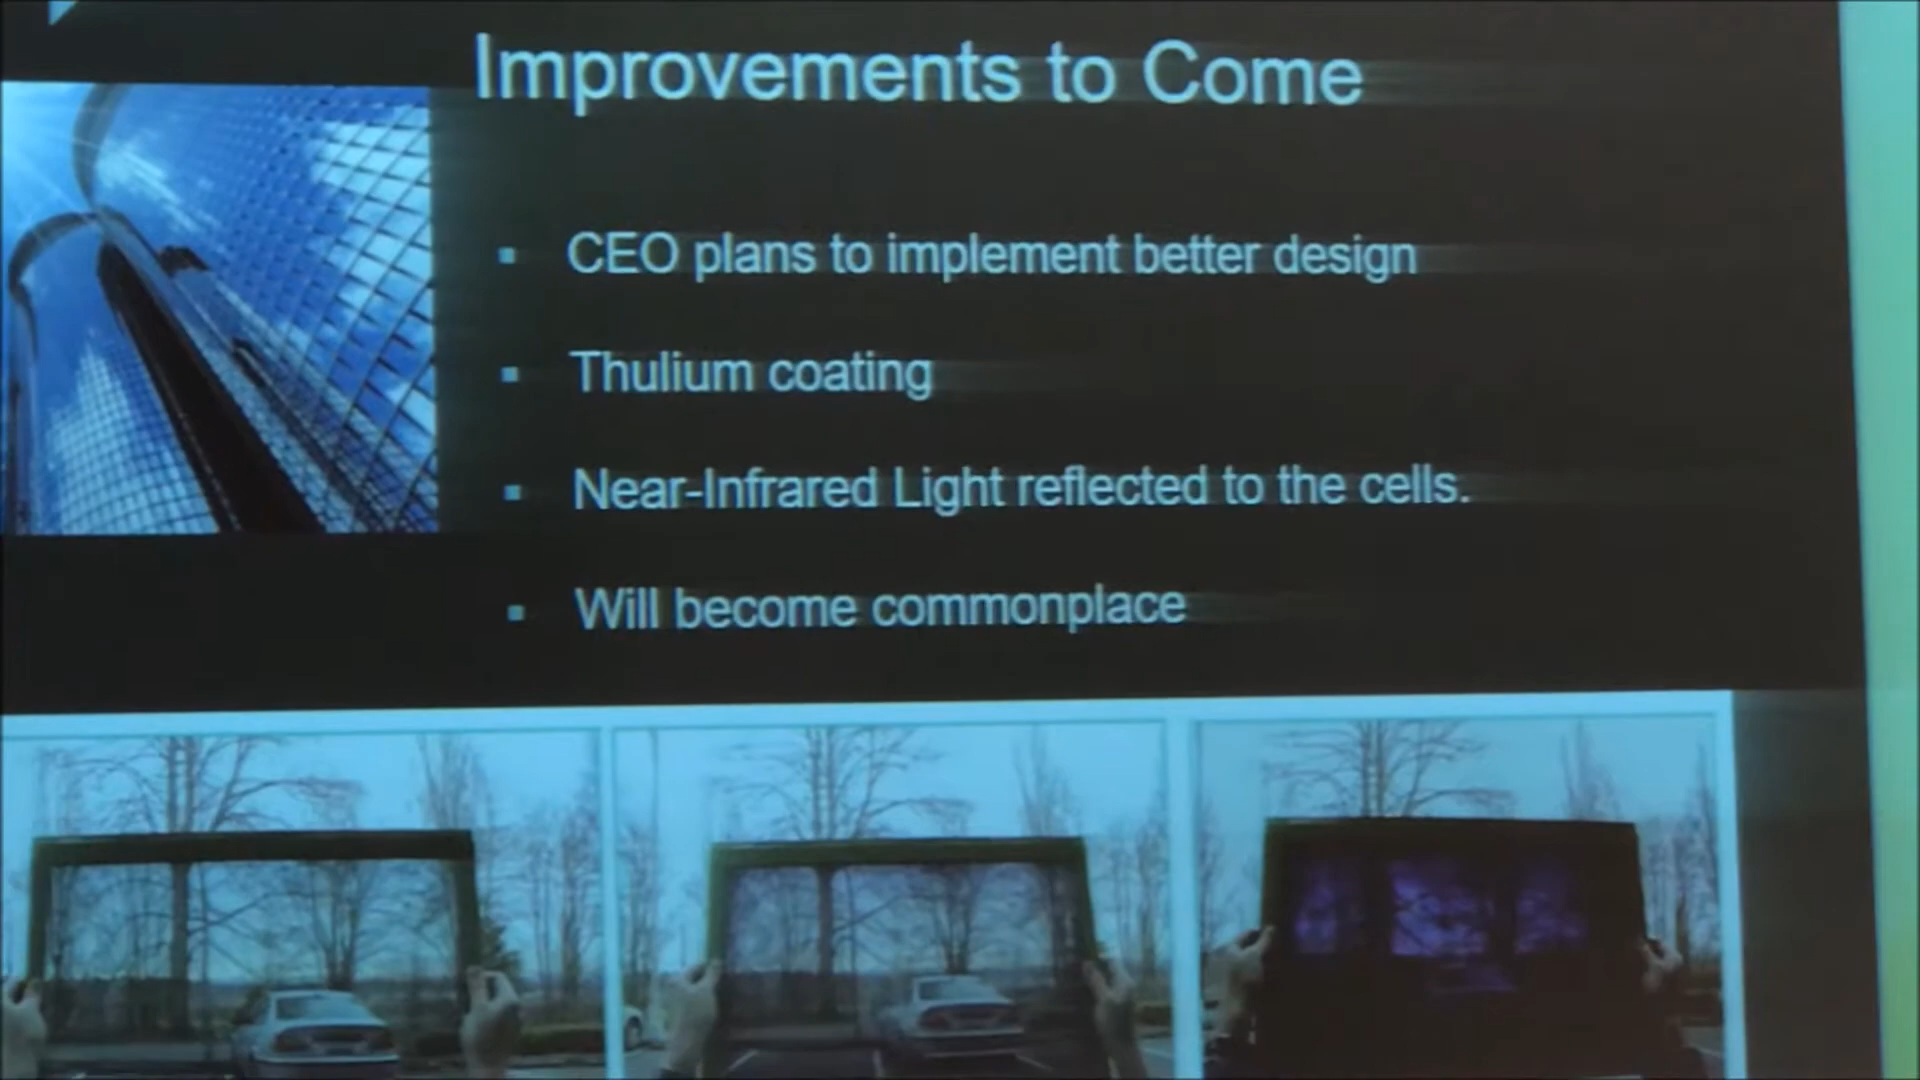 Improvements to Come
CEO plans to implement better design
Thulium coating
Near-Infrared Light reflected to the cells.
Will become commonplace